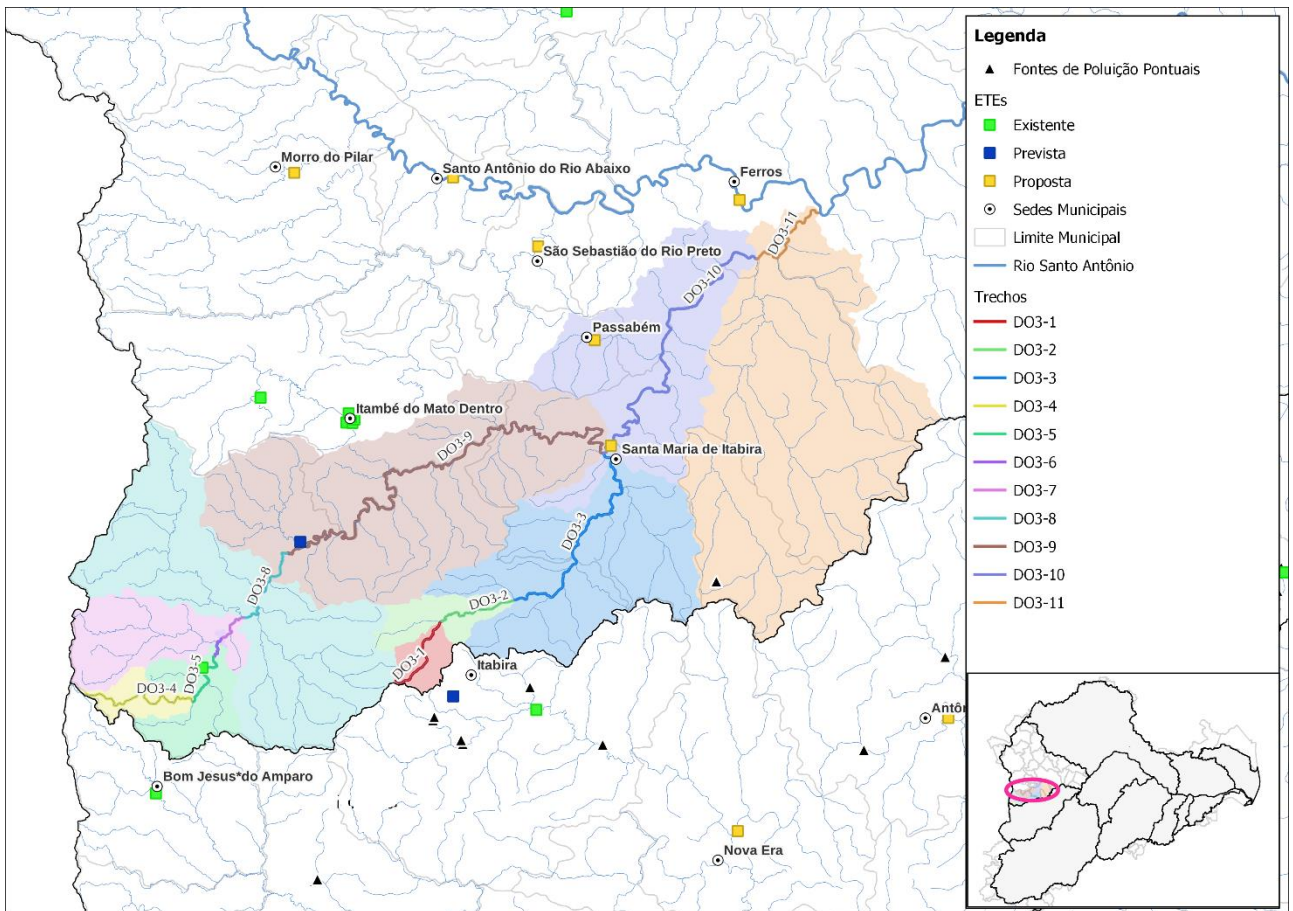 Morro do Pilar
Santo Antônio do Rio Abaixo
Ferros
DO3-11
São Sebastião do Rio Preto
DO3-10
Passabém
Itambé do Mato Dentro
DO3-9
Santa Maria de Itabira
DO3-3
DO3-8
DO3-2
DO3-1
DO3-5
DO3-4
Itabira
Antôn
Bom Jesus*do Amparo
Nova Era
Legenda
Fontes de Poluição Pontuais
ETEs
Existente
Prevista
Proposta
Sedes Municipais
Limite Municipal
Rio Santo Antônio
Trechos
DO3-1
DO3-2
DO3-3
DO3-4
DO3-5
DO3-6
DO3-7
DO3-8
DO3-9
DO3-10
DO3-11